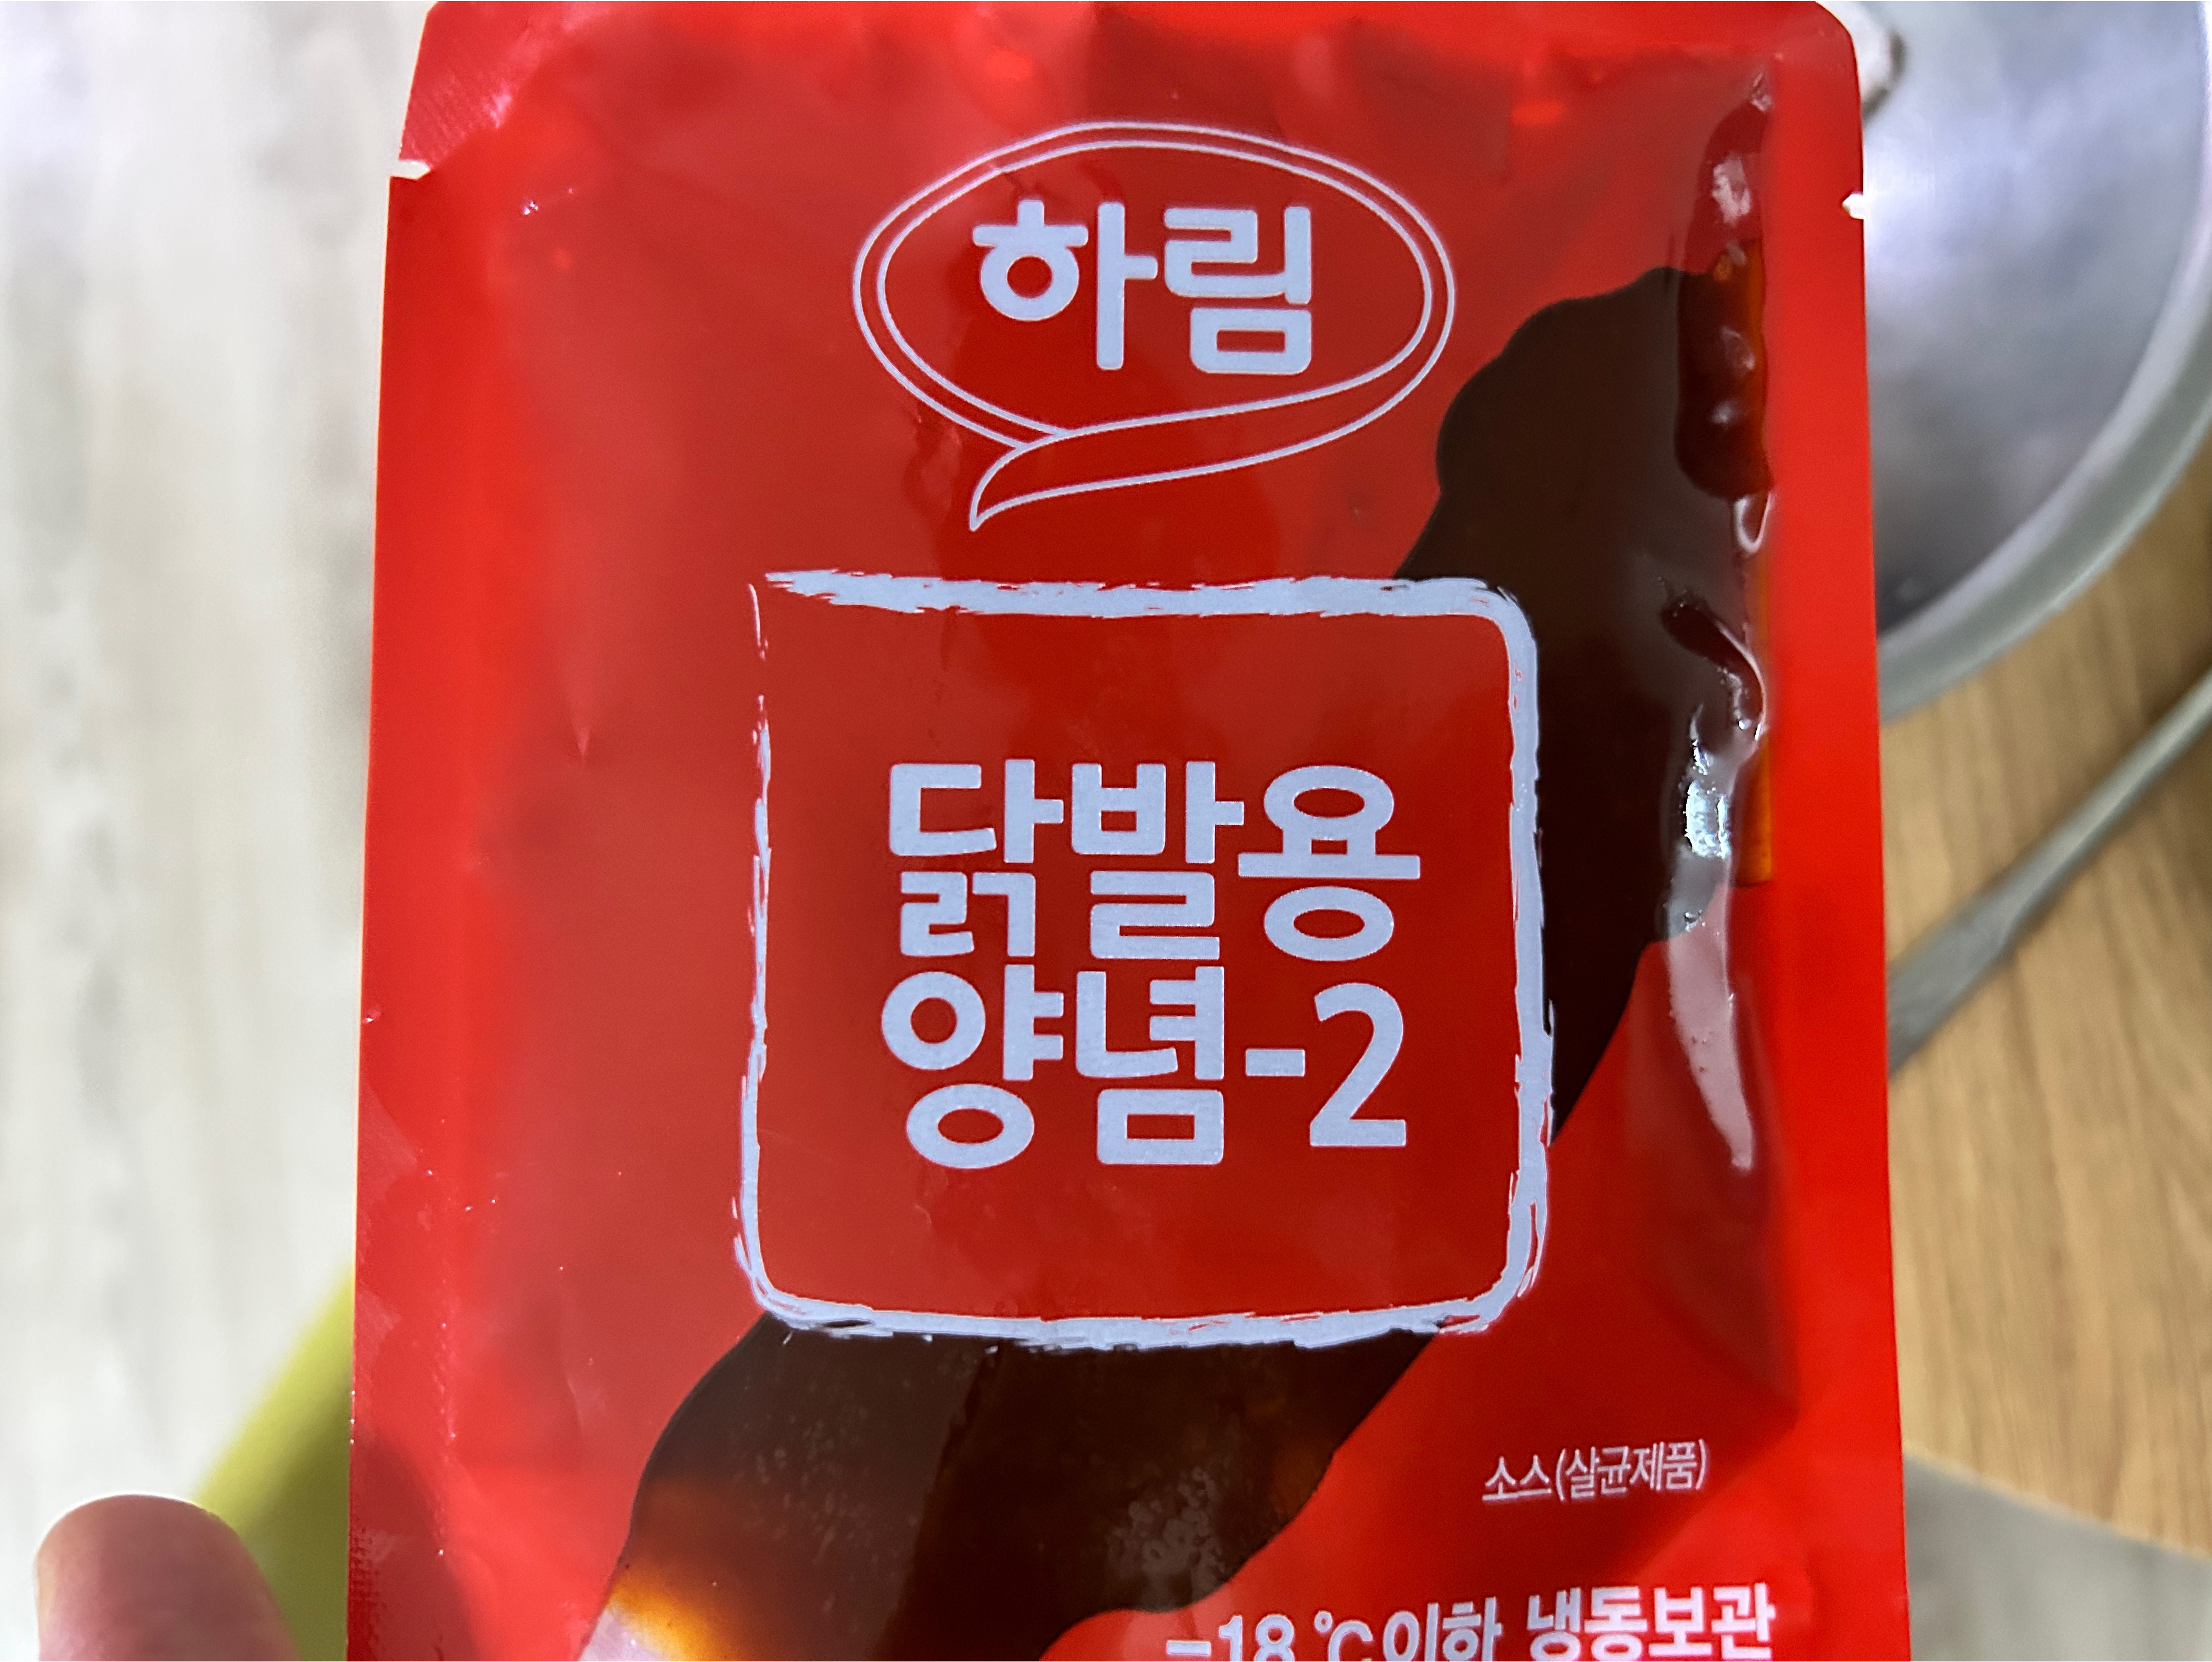 하림
닭발용
양념-2
소스(살균제품)
-18 ℃이하 냉동보관